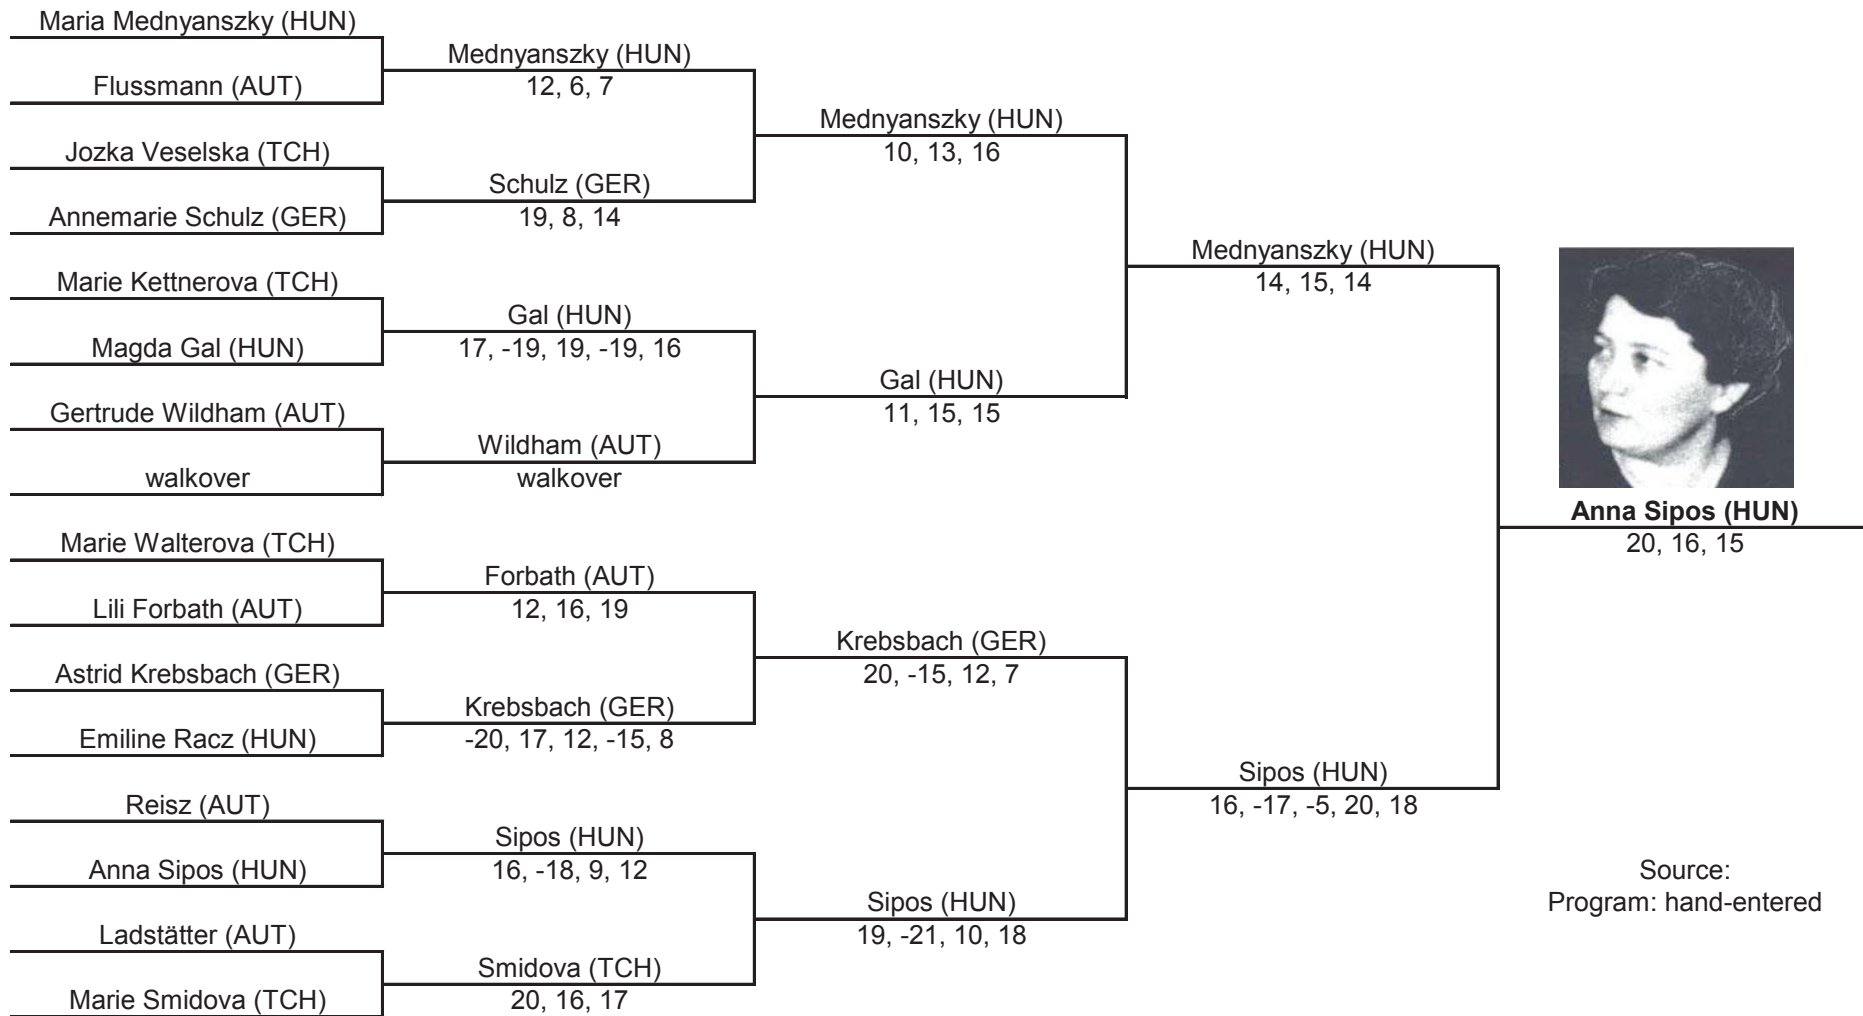 Maria Mednyanszky (HUN)
Flussmann (AUT)
Jozka Veselska (TCH)
Annemarie Schulz (GER)
Marie Kettnerova (TCH)
Magda Gal (HUN)
Gertrude Wildham (AUT)
walkover
Marie Walterova (TCH)
Lili Forbath (AUT)
Astrid Krebsbach (GER)
Emiline Racz (HUN)
Reisz (AUT)
Anna Sipos (HUN)
Ladstätter (AUT)
Marie Smidova (TCH)
Mednyanszky (HUN)
12, 6, 7
Schulz (GER)
19, 8, 14
Gal (HUN)
17, -19, 19, -19, 16
Wildham (AUT)
walkover
Forbath (AUT)
12, 16, 19
Krebsbach (GER)
-20, 17, 12, -15, 8
Sipos (HUN)
16, -18, 9, 12
Smidova (TCH)
20, 16, 17
Mednyanszky (HUN)
10, 13, 16
Gal (HUN)
11, 15, 15
Krebsbach (GER)
20, -15, 12, 7
Sipos (HUN)
19, -21, 10, 18
Mednyanszky (HUN)
14, 15, 14
Sipos (HUN)
16, -17, -5, 20, 18
Anna Sipos (HUN)
20, 16, 15
Source:
Program: hand-entered